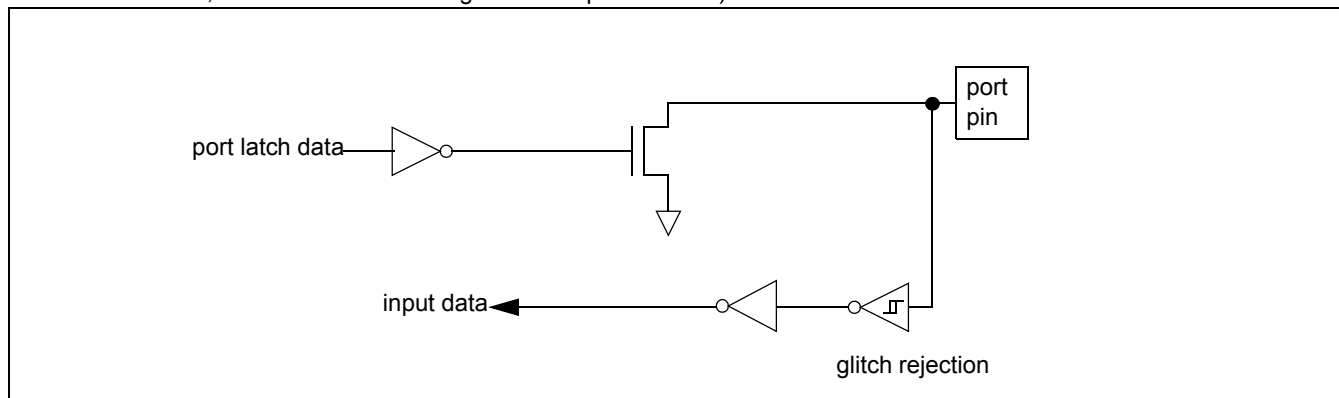 port
pin
port latch data
input data
glitch rejection